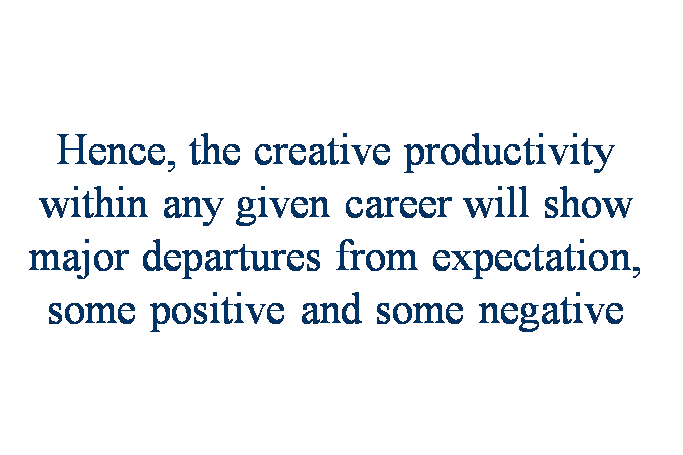 Hence, the creative productivity
within any given career will show
major departures from expectation,
some positive and some negative